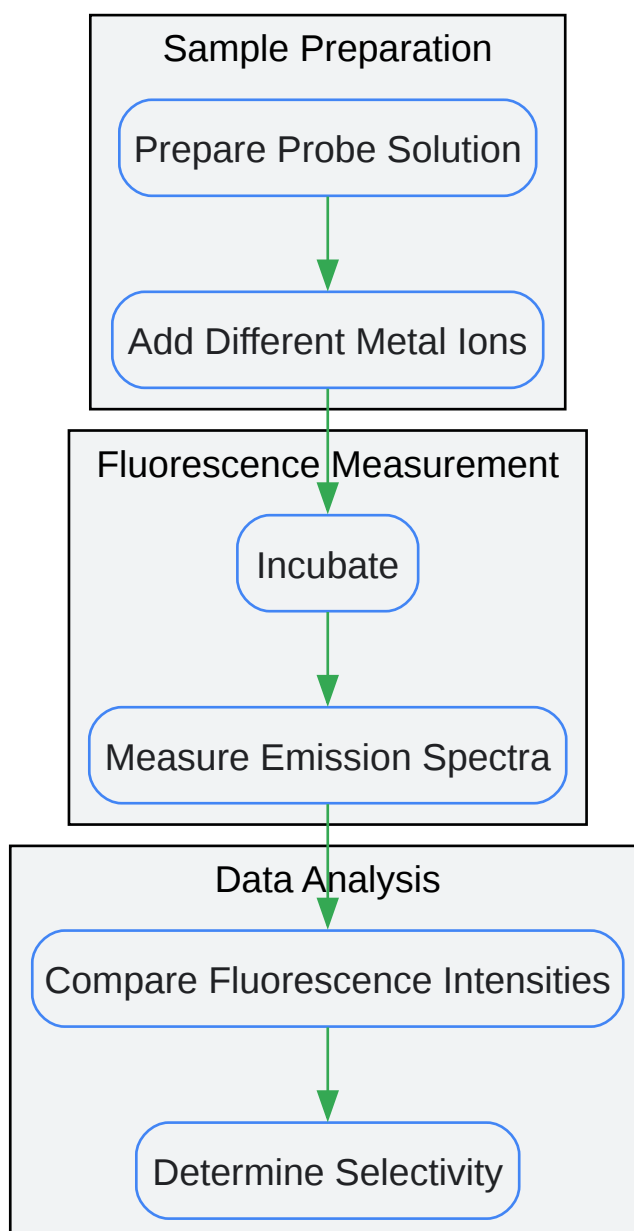 Sample Preparation
Prepare Probe Solution
Add Different Metal Ions
Fluorescence Measurement
Incubate
Measure Emission Spectra
Data Analysis
Compare Fluorescence Intensities
Determine Selectivity